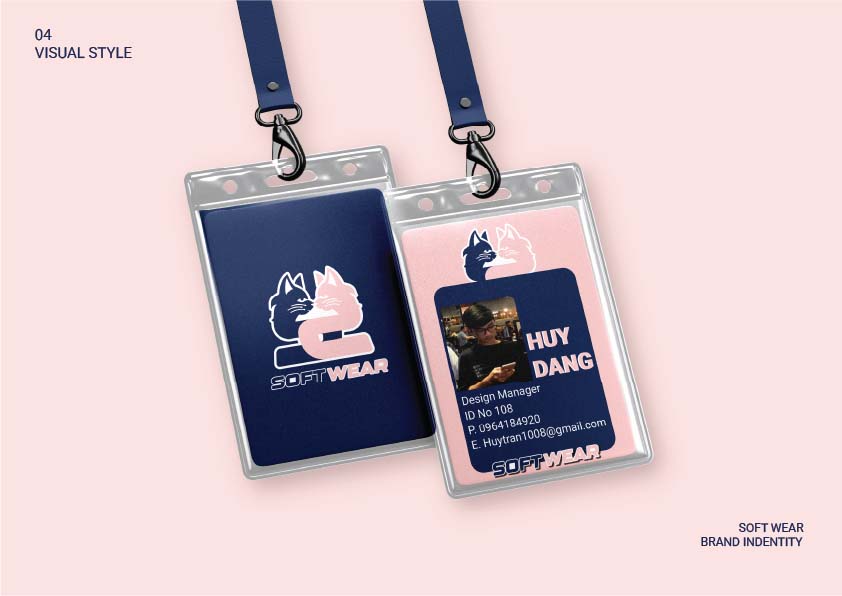 04
VISUAL STYLE
SOFTWEAR
HUY
DANG
Design Manager
ID No 108
P. 0964184920
E. Huytran1008@gmail.com
SOFTWEAR
SOFT WEAR
BRAND INDENTITY